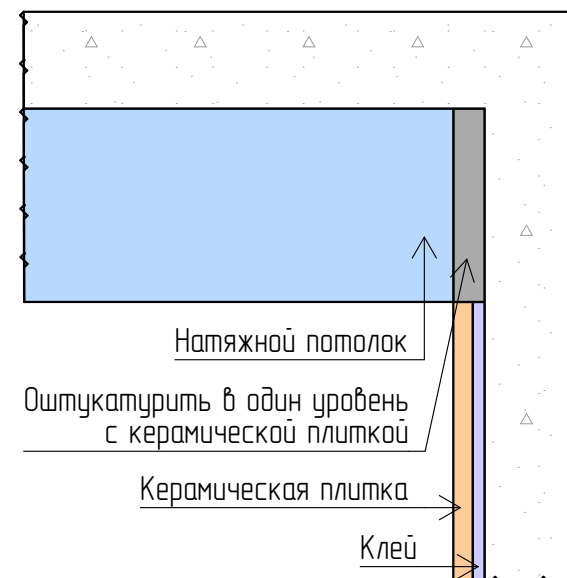 Натяжной потолок
Оштукатурить в один уровень
с керамической плиткой
Керамическая плитка
Клей